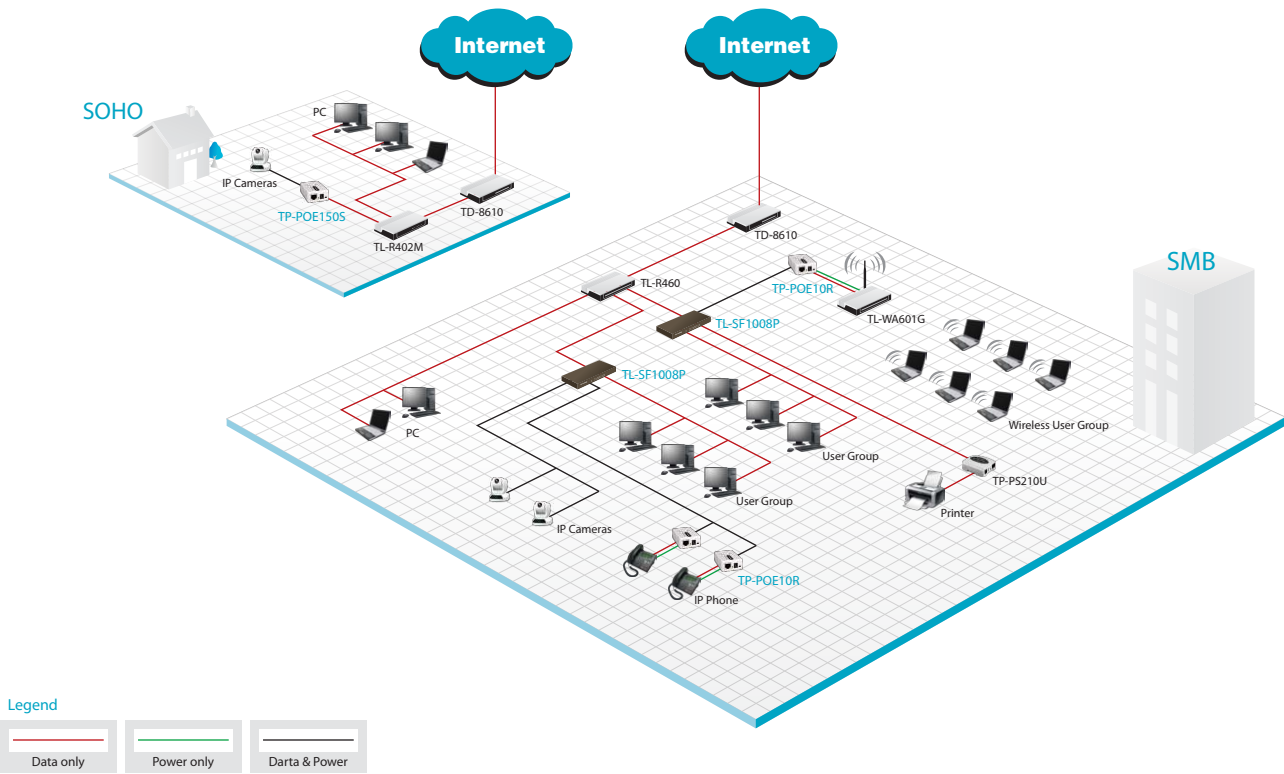 Internet
Internet
SOHO
PC
IP Cameras
TP-POE150S
TD-8610
TL-R402M
TD-8610
SMB
TL-R460
TP-POE10R
TL-WA601G
TL-SF1008P
TL-SF1008P
PC
Wireless User Group
User Group
TP-PS210U
User Group
Printer
IP Cameras
TP-POE10R
IP Phone
Legend
Data only
Power only
Darta & Power